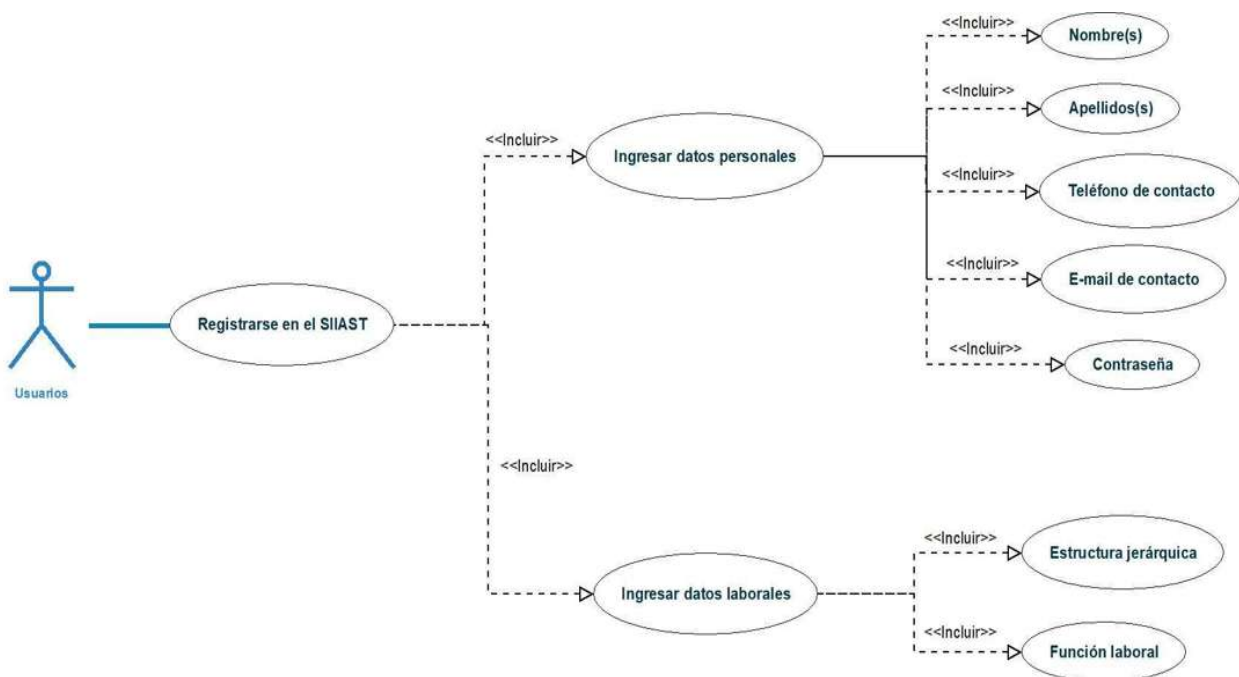 <<Incluir>>
Nombre(s)
<<Incluir>>
Apellidos(s)
<<Incluir>>
Ingresar datos personales
<<Incluir>>
Teléfono de contacto
<<Incluir>>
E-mail de contacto
Registrarse en el SIIAST
<<Incluir>>
Contraseña
Usuarios
<<Incluir>>
<<Incluir>>
Estructura jerárquica
Ingresar datos laborales
<<Incluir>>
Función laboral